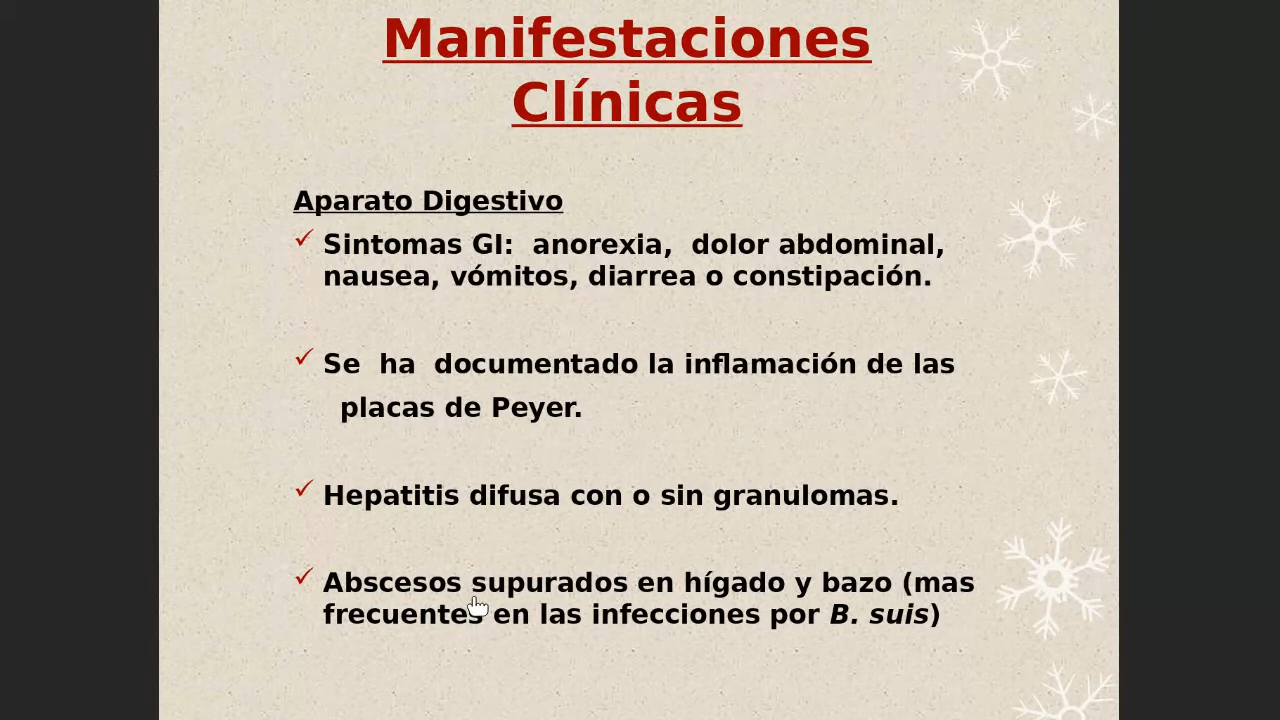 Manifestaciones
Clínicas
Aparato Digestivo
Sintomas GI: anorexia, dolor abdominal,
nausea, vómitos, diarrea o constipación.
Se ha documentado la inflamación de las
placas de Peyer.
Hepatitis difusa con o sin granulomas.
Abscesos supurados en hígado y bazo (mas
frecuentes en las infecciones por B. suis)